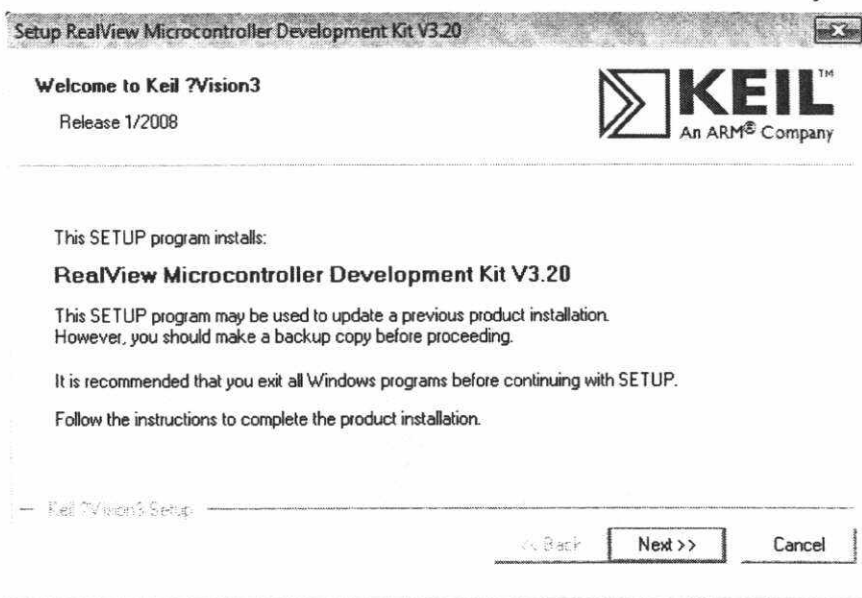 Setup RealView Microcontroller Development Kit V3.20
Welcome to Keil ?Vision3
Release 1/2008
KEIL™
An ARM® Company
This SETUP program installs:
RealView Microcontroller Development Kit V3.20
This SETUP program may be used to update a previous product installation.
However, you should make a backup copy before proceeding.
It is recommended that you exit all Windows programs before continuing with SETUP.
Follow the instructions to complete the product installation.
Keil ?Vision3 Setup
<< Back
Next >>
Cancel